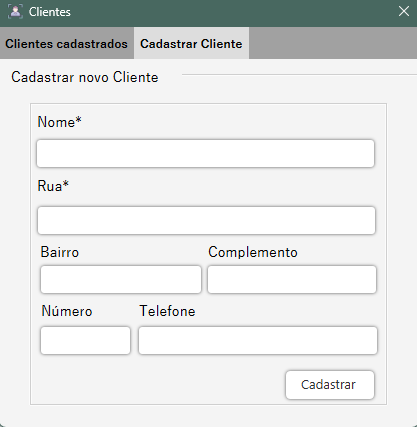 Clientes
Clientes cadastrados Cadastrar Cliente
Cadastrar novo Cliente
Nome*
Rua*
Bairro Complemento
Número Telefone
Cadastrar